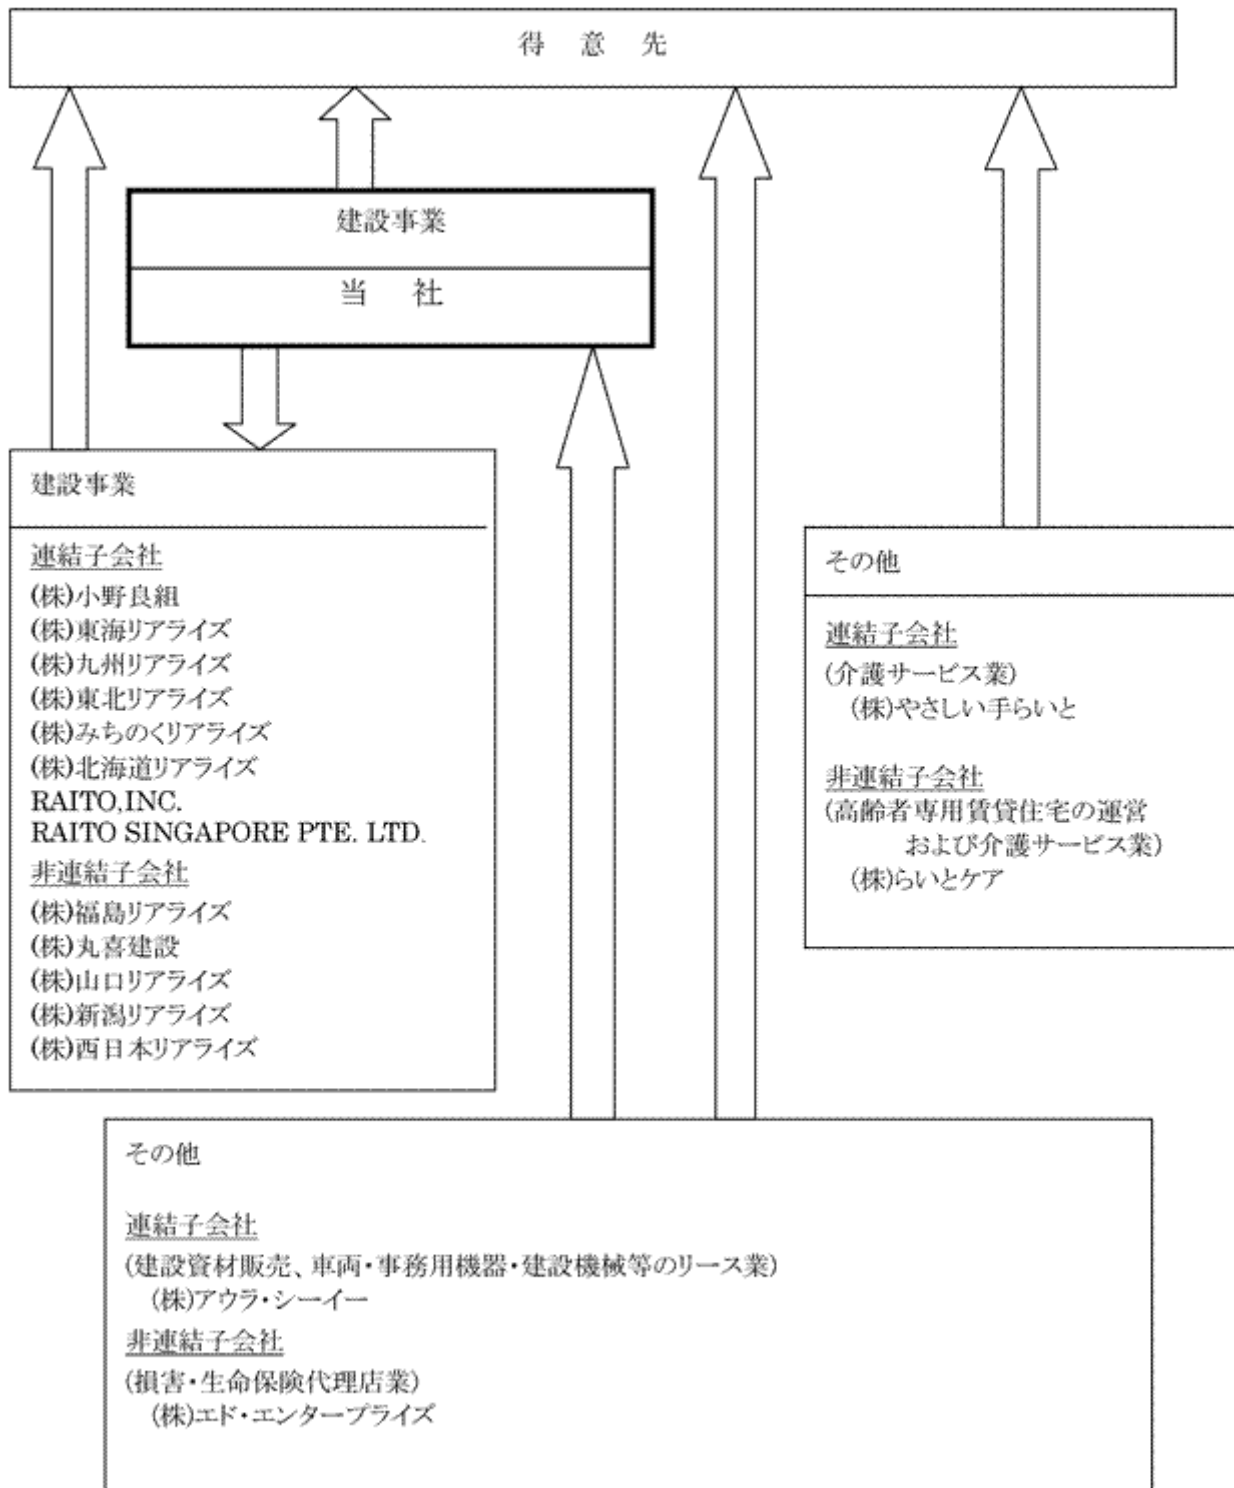 得 意 先
建設事業
当 社
建設事業
連結子会社
(株)小野良組
(株)東海リアライズ
(株)九州リアライズ
(株)東北リアライズ
(株)みちのくリアライズ
(株)北海道リアライズ
RAITO,INC.
RAITO SINGAPORE PTE. LTD.
非連結子会社
(株)福島リアライズ
(株)丸喜建設
(株)山口リアライズ
(株)新潟リアライズ
(株)西日本リアライズ
その他
連結子会社
(介護サービス業)
(株)やさしい手らいと
非連結子会社
(高齢者専用賃貸住宅の運営
および介護サービス業)
(株)らいとケア
その他
連結子会社
(建設資材販売、車両・事務用機器・建設機械等のリース業)
(株)アウラ・シーイー
非連結子会社
(損害・生命保険代理店業)
(株)エド・エンタープライズ